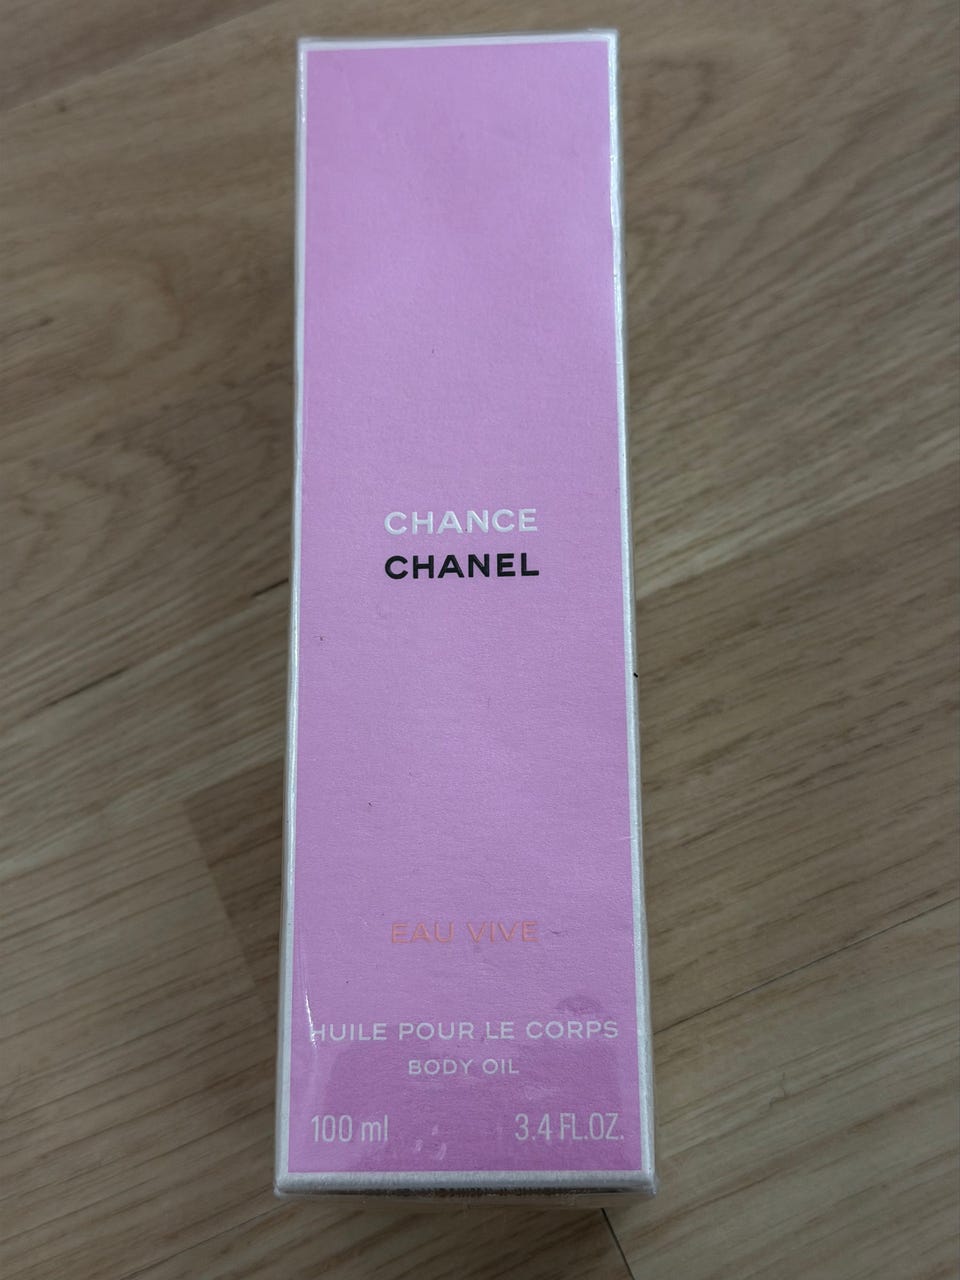 CHANCE
CHANEL
EAU VIVE
HUILE POUR LE CORPS
BODY OIL
100 ml 3.4 FL.OZ.